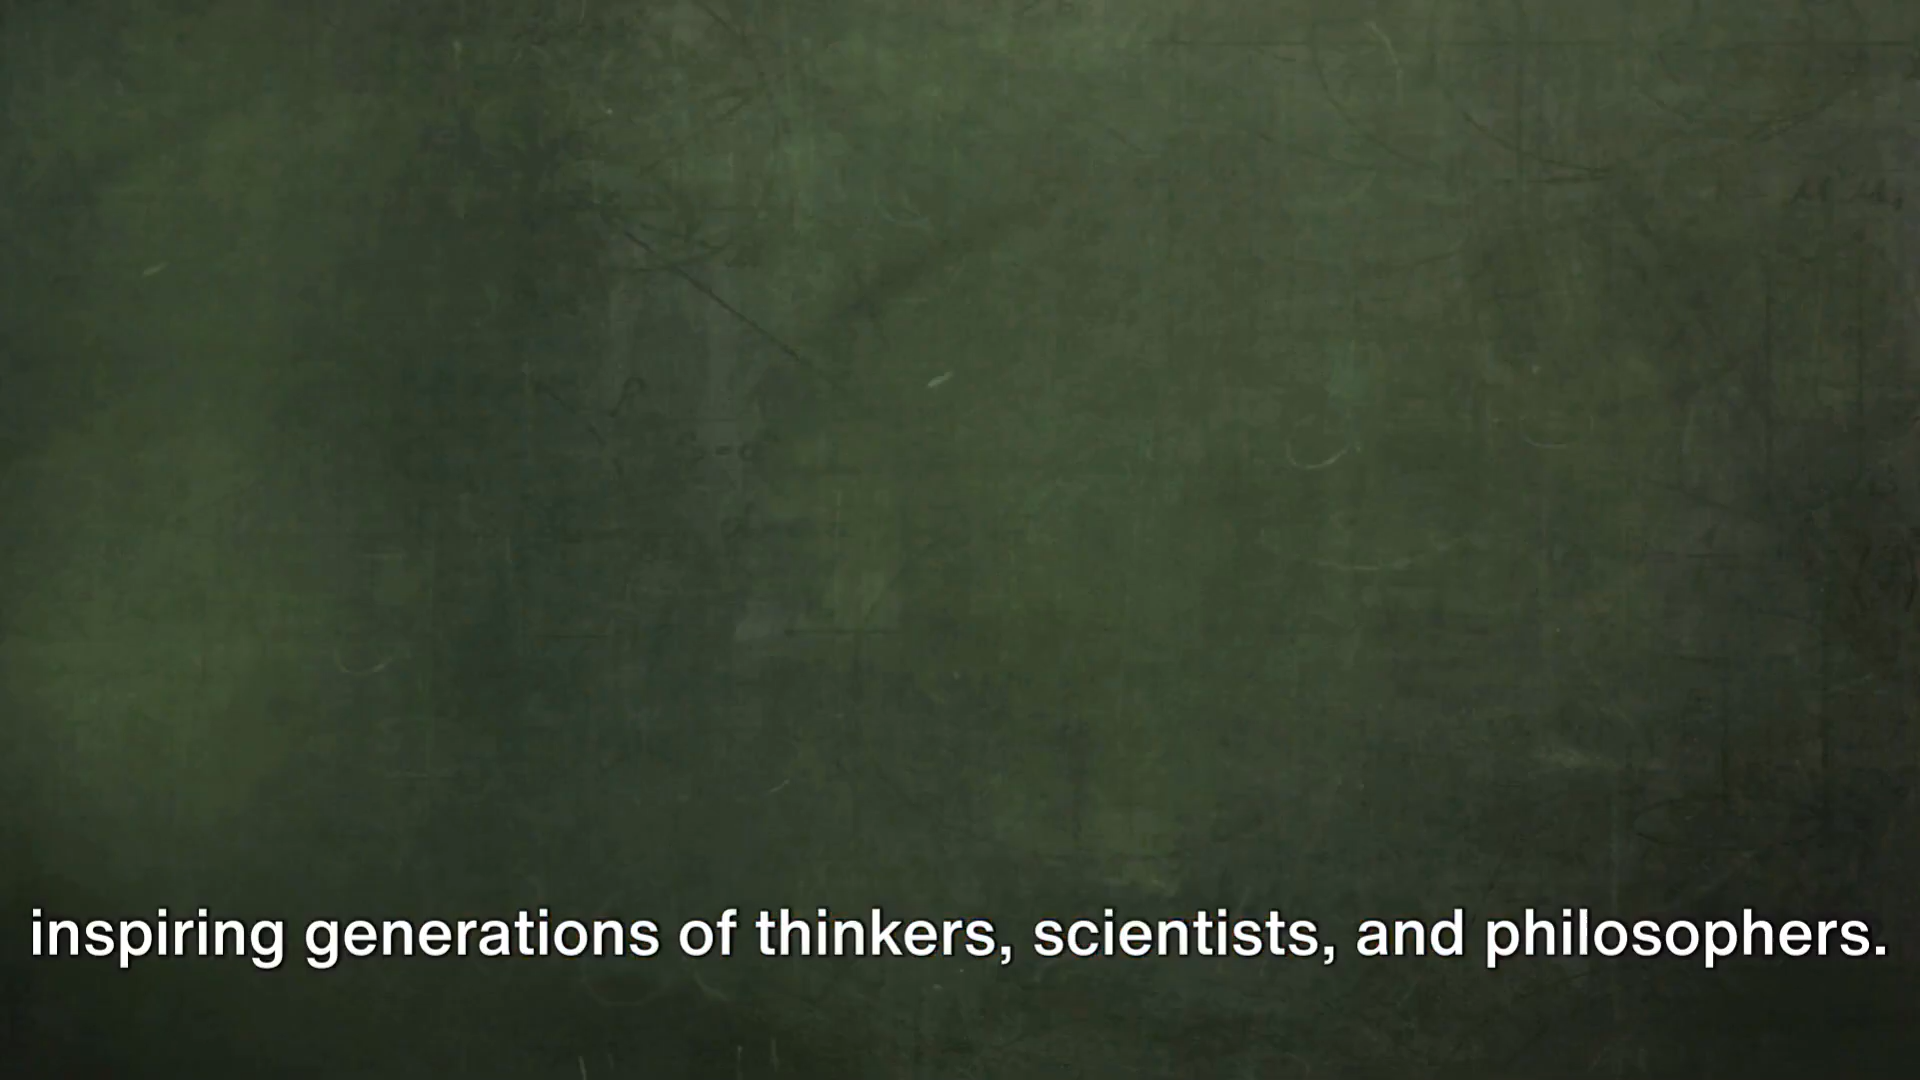 inspiring generations of thinkers, scientists, and philosophers.